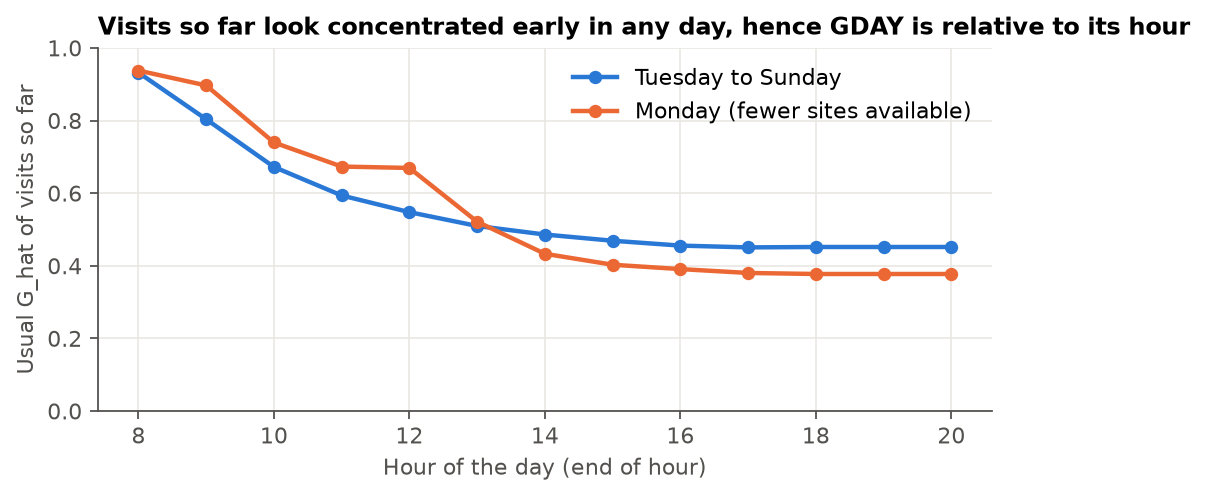 Visits so far look concentrated early in any day, hence GDAY is relative to its hour
Usual G_hat of visits so far
1.0
0.8
0.6
0.4
0.2
0.0
Tuesday to Sunday
Monday (fewer sites available)
8 10 12 14 16 18 20
Hour of the day (end of hour)